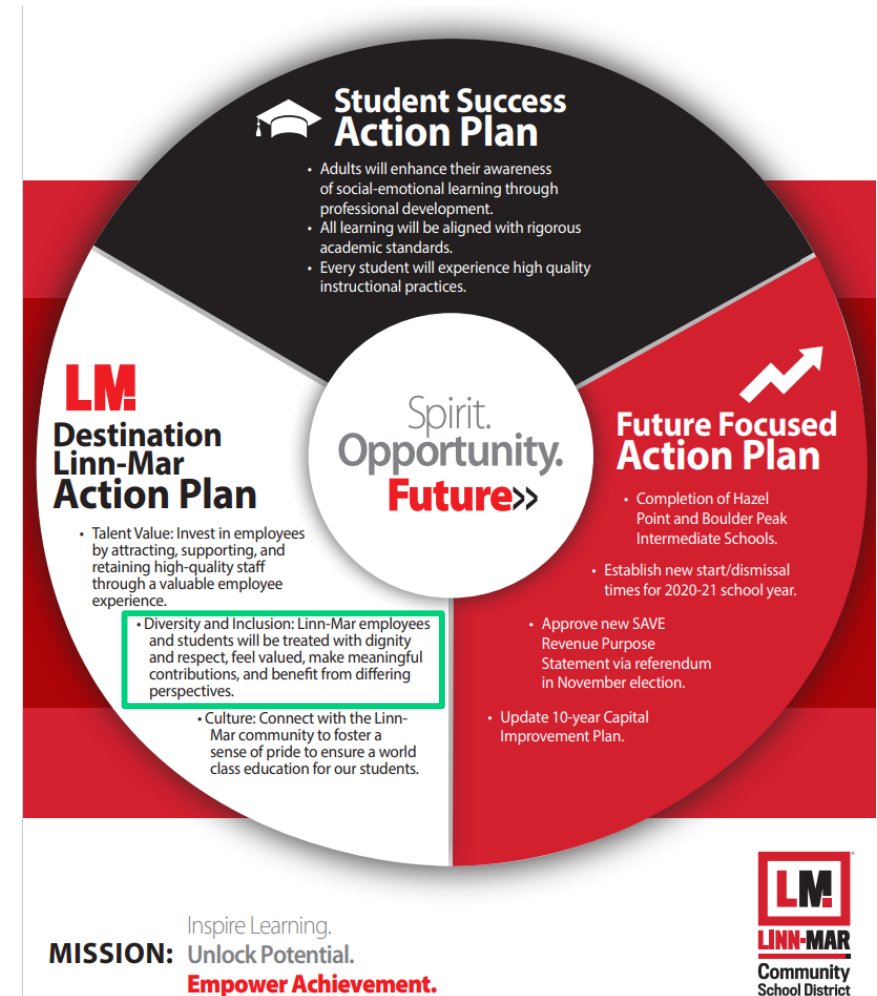 Student Success
Action Plan
• Adults will enhance their awareness
of social-emotional learning through
professional development.
• All learning will be aligned with rigorous
academic standards.
• Every student will experience high quality
instructional practices.
LM
Destination
Linn-Mar
Action Plan
• Talent Value: Invest in employees
by attracting, supporting, and
retaining high-quality staff
through a valuable employee
experience.
• Diversity and Inclusion: Linn-Mar employees
and students will be treated with dignity
and respect, feel valued, make meaningful
contributions, and benefit from differing
perspectives.
• Culture: Connect with the Linn-
Mar community to foster a
sense of pride to ensure a world
class education for our students.
Spirit.
Opportunity.
Future»
Future Focused
Action Plan
• Completion of Hazel
Point and Boulder Peak
Intermediate Schools.
• Establish new start/dismissal
times for 2020-21 school year.
• Approve new SAVE
Revenue Purpose
Statement via referendum
in November election.
• Update 10-year Capital
Improvement Plan.
Inspire Learning.
MISSION: Unlock Potential.
Empower Achievement.
LM
LINN-MAR
Community
School District